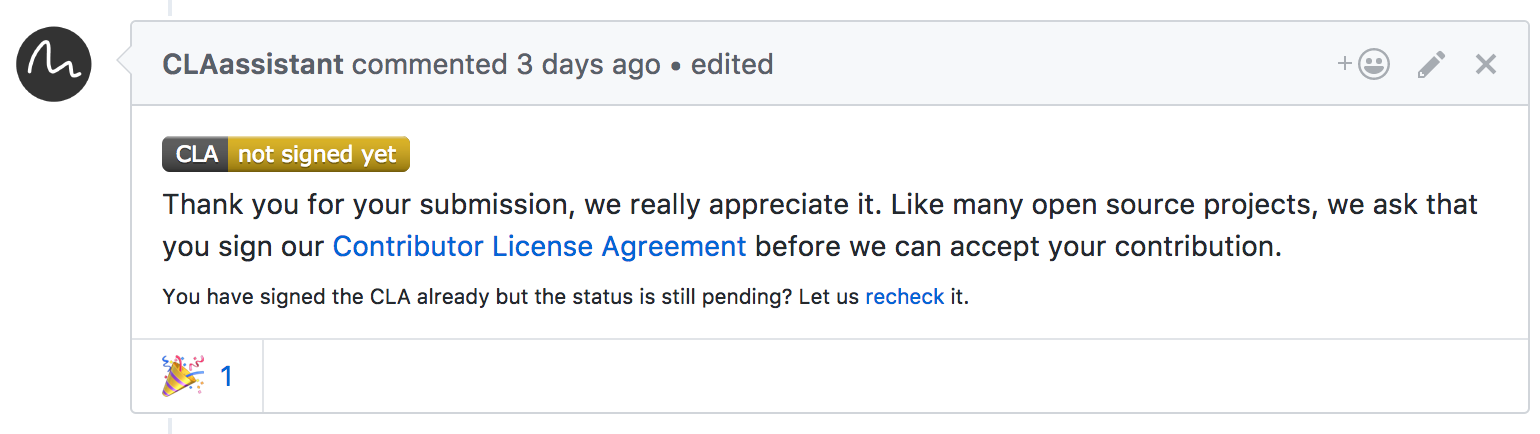 CLAassistant commented 3 days ago • edited
CLA not signed yet
Thank you for your submission, we really appreciate it. Like many open source projects, we ask that
you sign our Contributor License Agreement before we can accept your contribution.
You have signed the CLA already but the status is still pending? Let us recheck it.
1